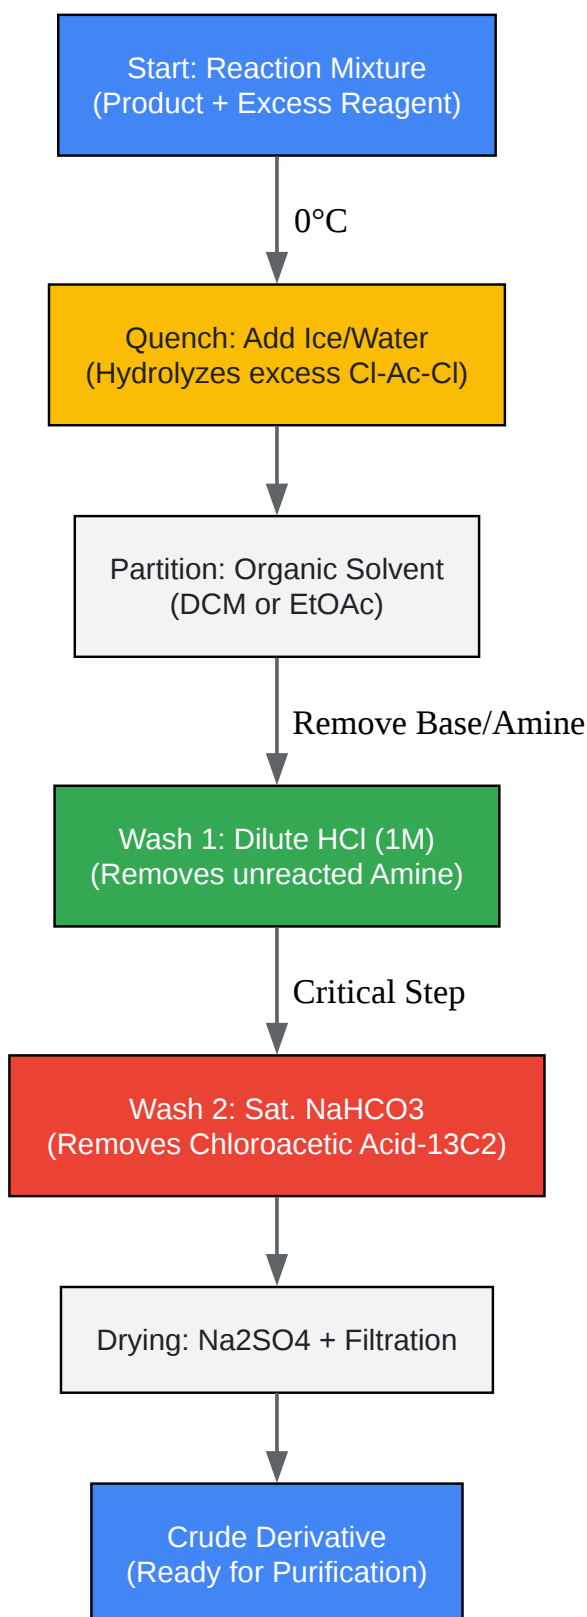 Start: Reaction Mixture
(Product + Excess Reagent)
0°C
Quench: Add Ice/Water
(Hydrolyzes excess Cl-Ac-Cl)
Partition: Organic Solvent
(DCM or EtOAc)
Remove Base/Amine
Wash 1: Dilute HCl (1M)
(Removes unreacted Amine)
Critical Step
Wash 2: Sat. NaHCO3
(Removes Chloroacetic Acid-13C2)
Drying: Na2SO4 + Filtration
Crude Derivative
(Ready for Purification)